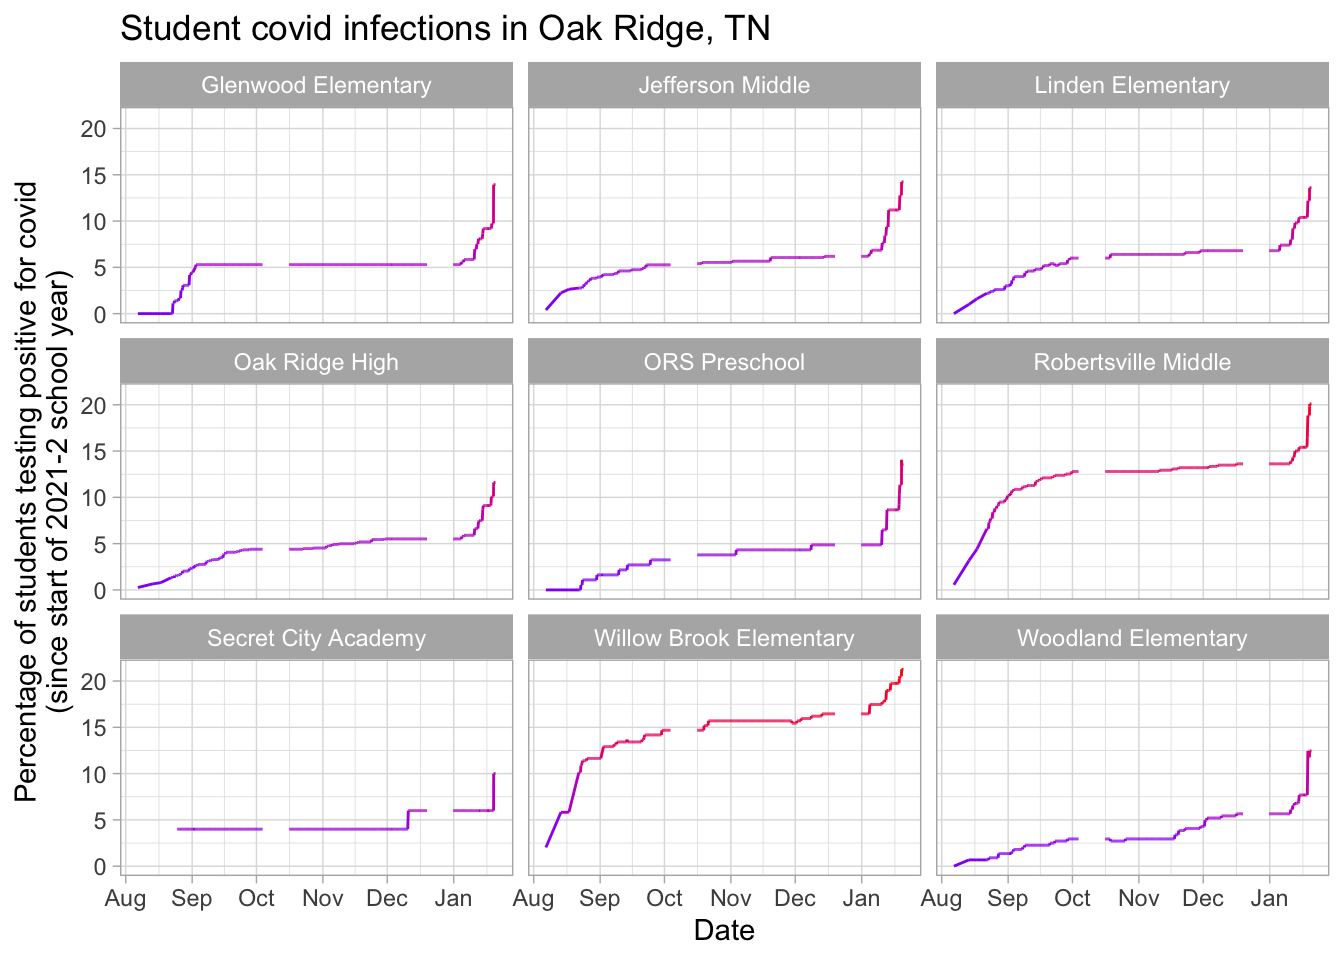 Student covid infections in Oak Ridge, TN
Percentage of students testing positive for covid
(since start of 2021-2 school year)
Glenwood Elementary
Jefferson Middle
Linden Elementary
20
15
10
5
0
Oak Ridge High
ORS Preschool
Robertsville Middle
20
15
10
5
0
Secret City Academy
Willow Brook Elementary
Woodland Elementary
20
15
10
5
0
Aug Sep Oct Nov Dec Jan
Aug Sep Oct Nov Dec Jan
Aug Sep Oct Nov Dec Jan
Date